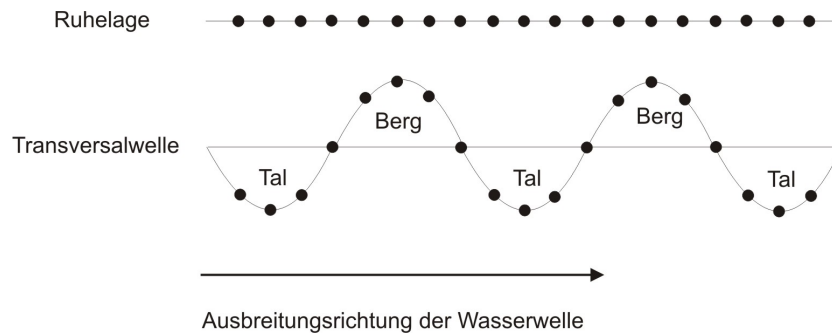 Ruhelage
Berg
Berg
Transversalwelle
Tal
Tal
Tal
Ausbreitungsrichtung der Wasserwelle